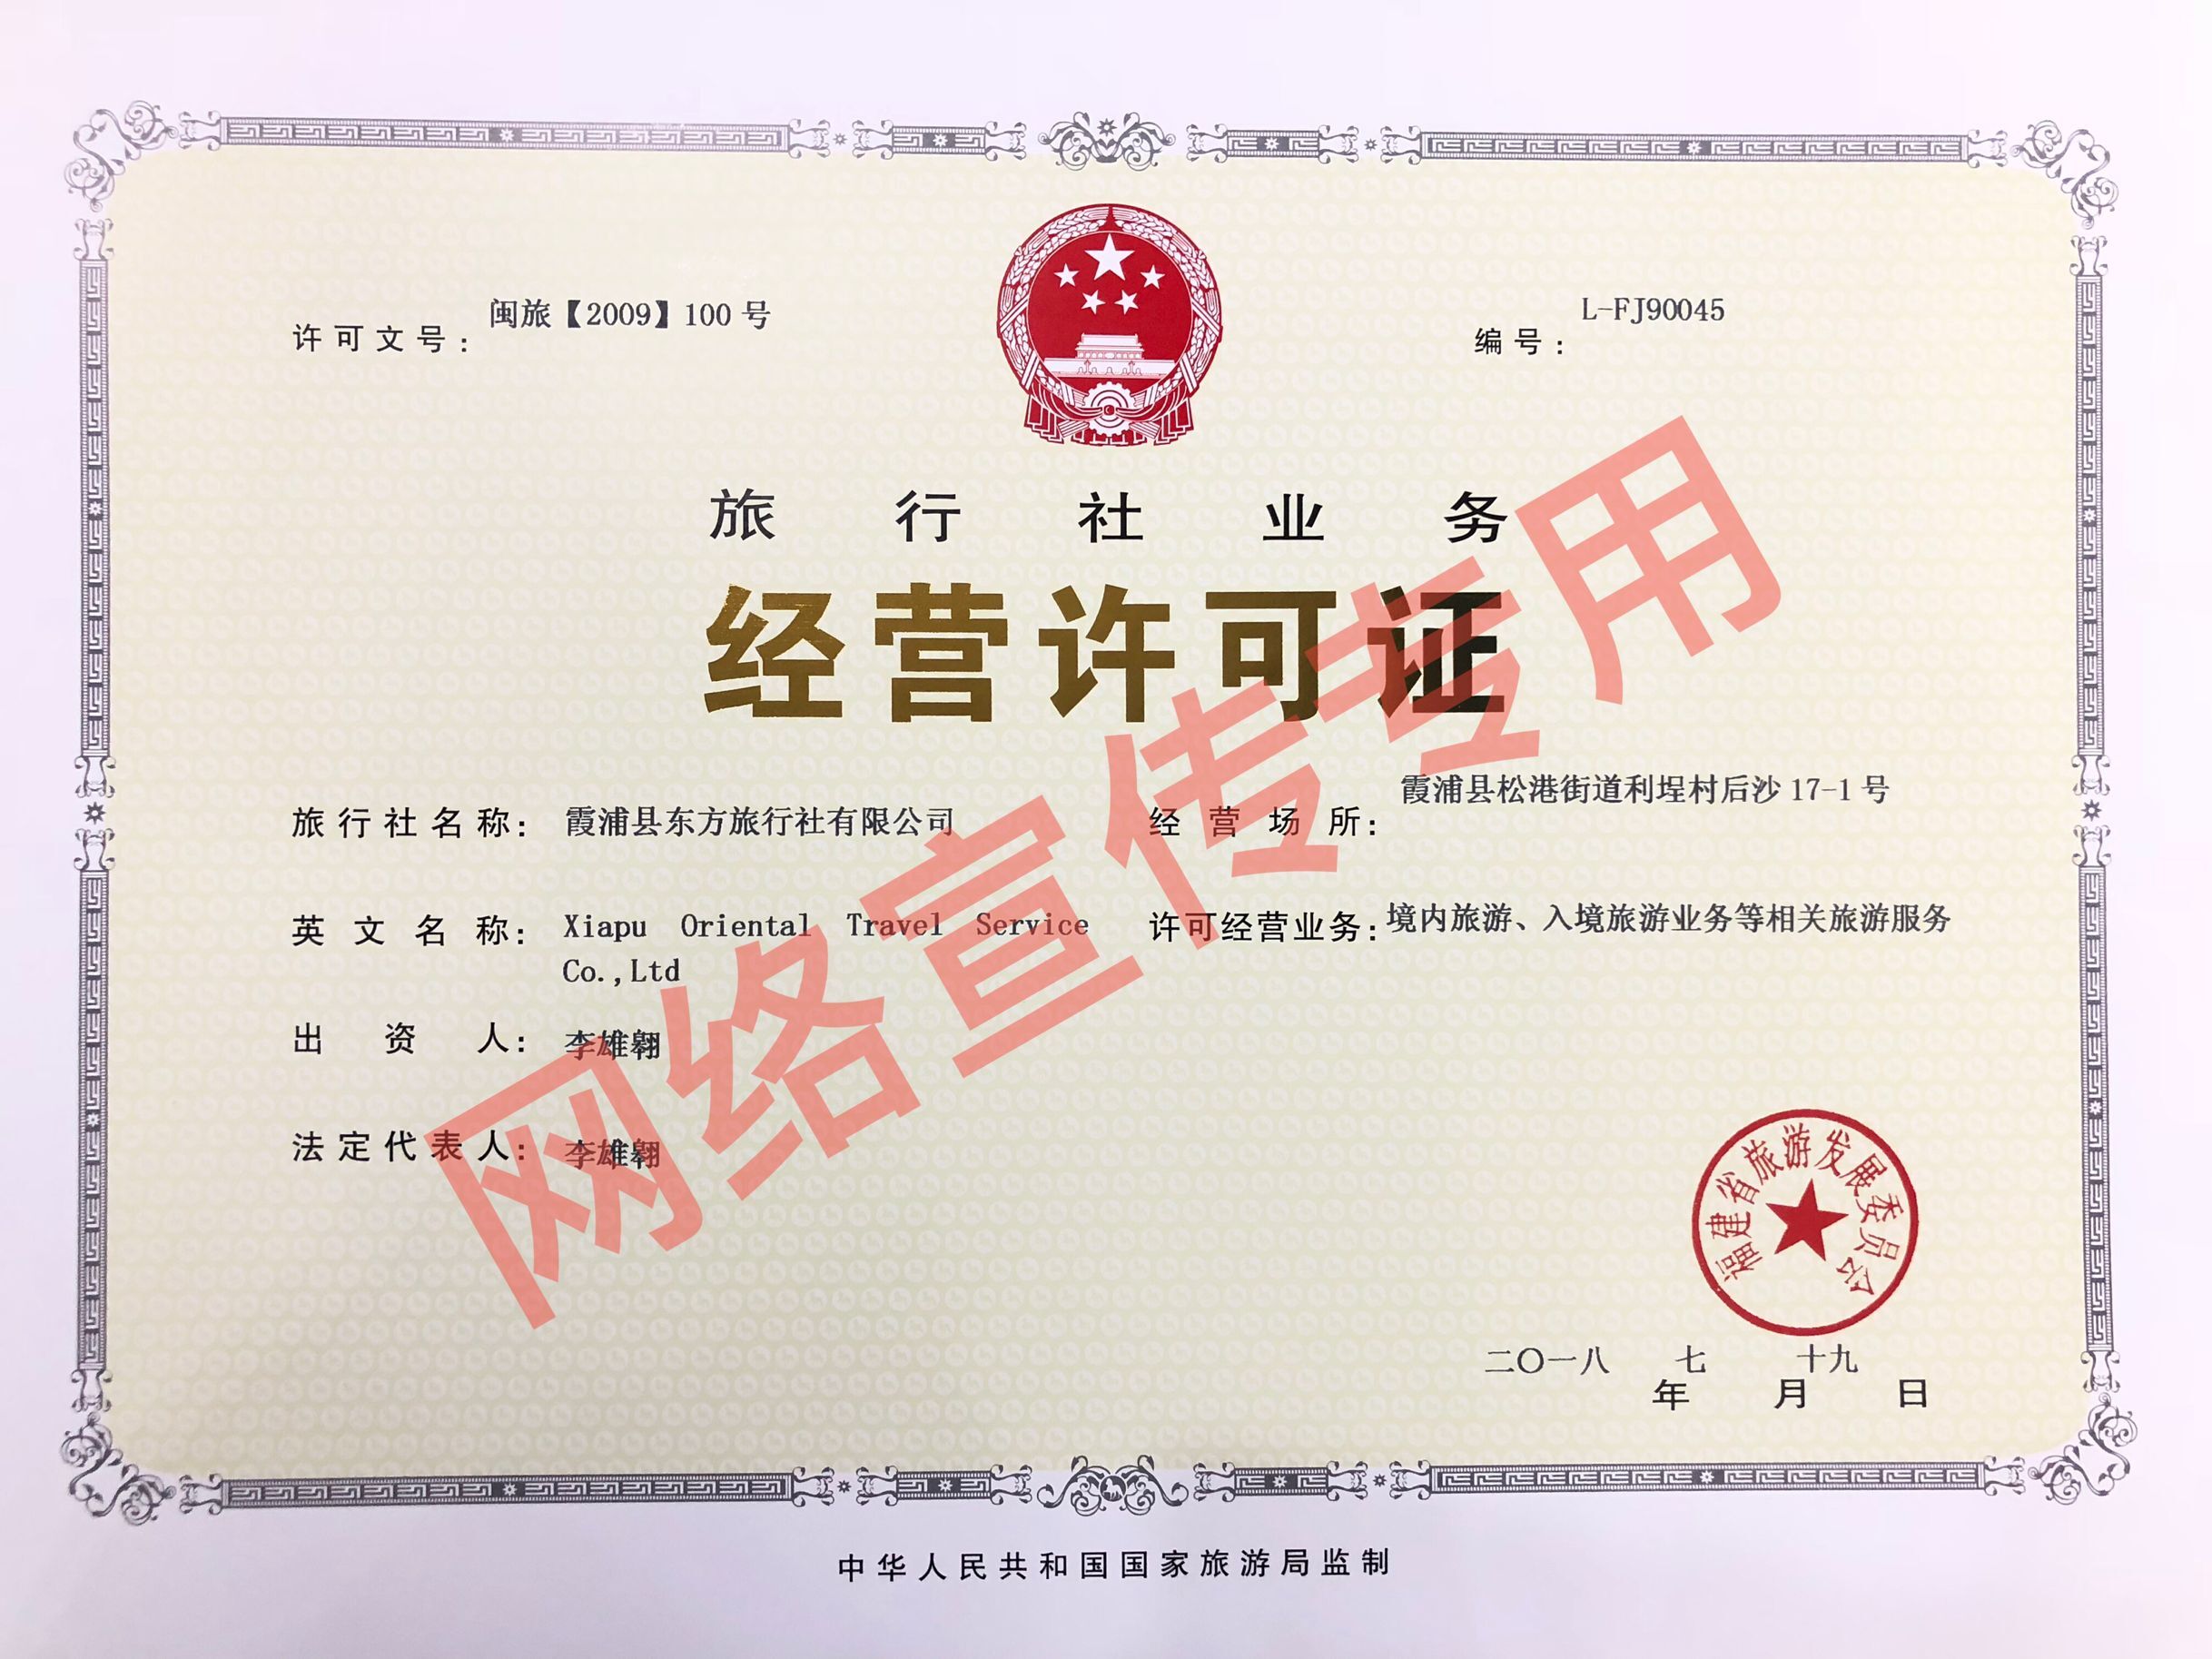 许可文号：闽旅【2009】100 号
编号：L-FJ90045
旅行社业务
经营许可证
旅行社名称：霞浦县东方旅行社有限公司
经营场所：霞浦县松港街道利埕村后沙 17-1 号
英文名称：Xiapu Oriental Travel Service
Co.,Ltd
许可经营业务：境内旅游、入境旅游业务等相关旅游服务
出资人：李雄翱
法定代表人：李雄翱
福建省旅游发展委员会
二〇一八年七月十九日
中华人民共和国国家旅游局监制
网络宣传专用